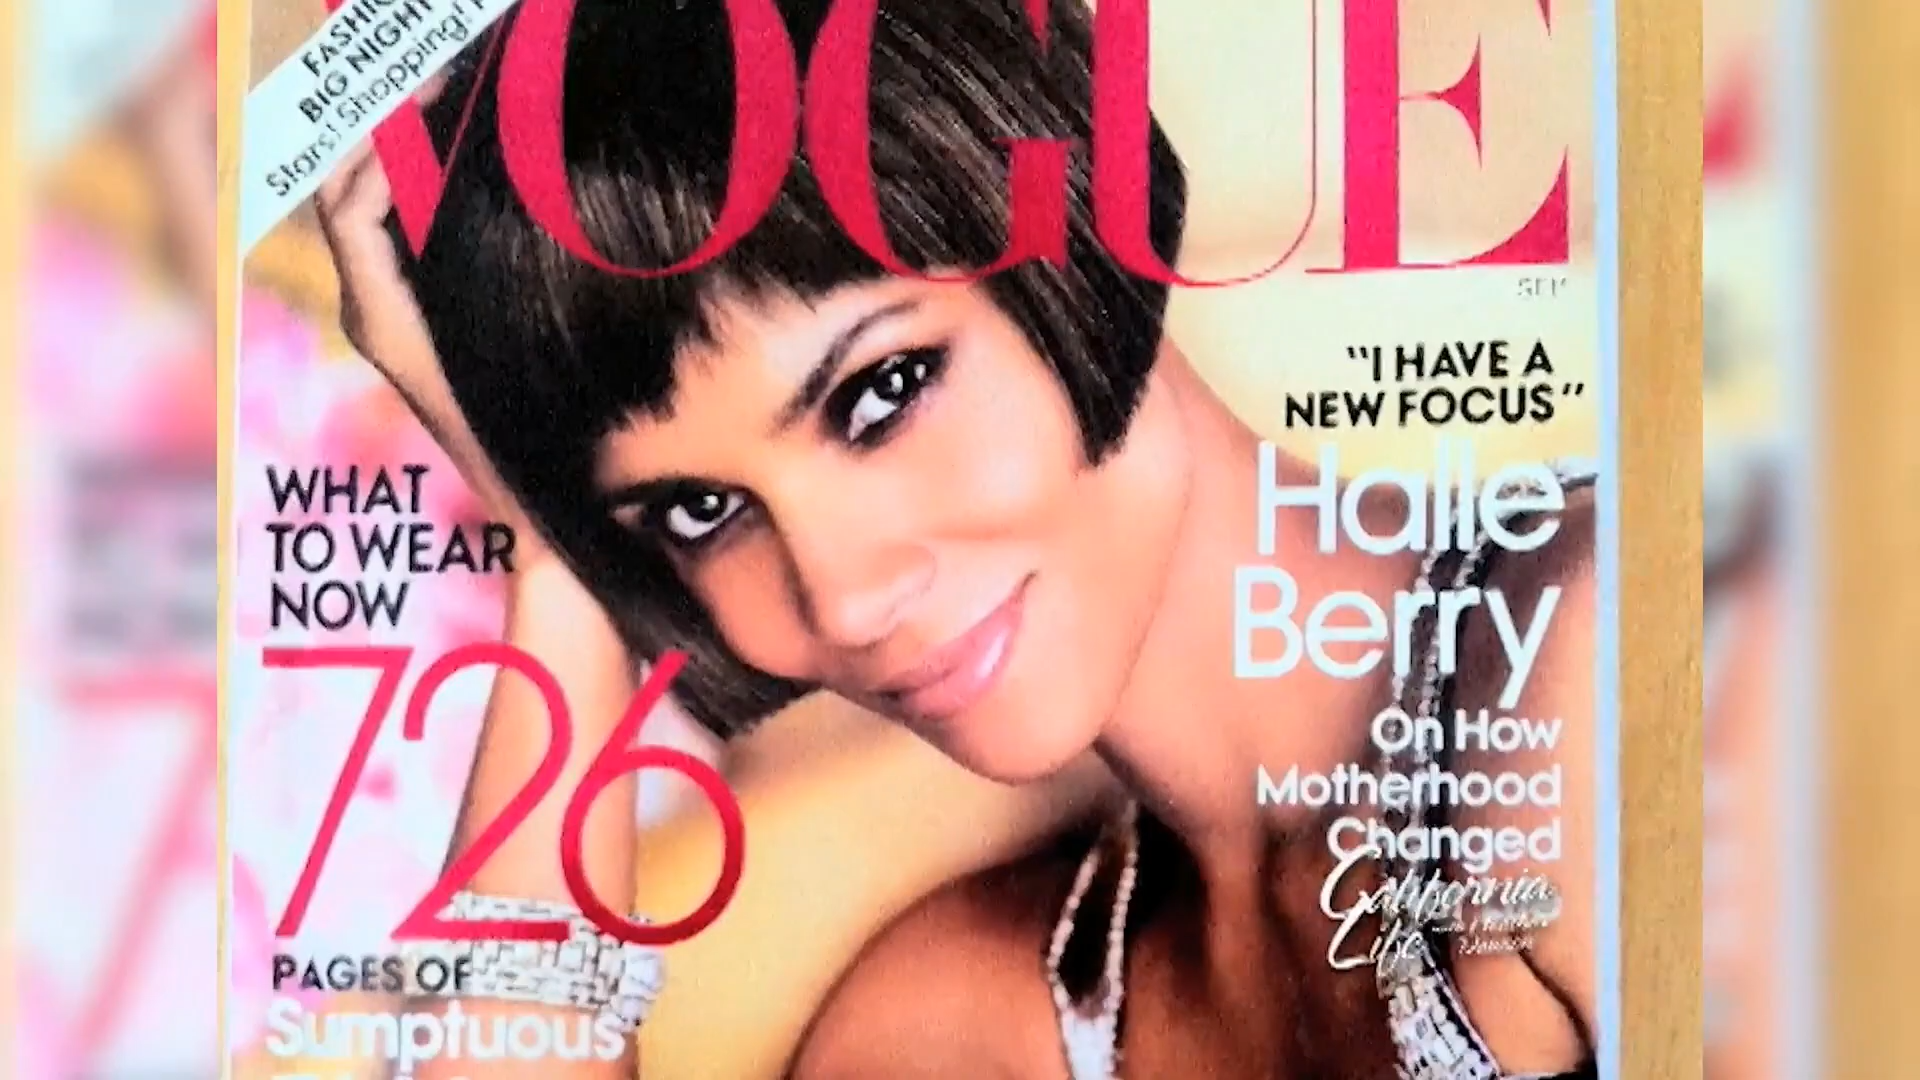 VOGUE
FASHIO
BIG NIGHT
Stars! Shopping!
SEP
"I HAVE A
NEW FOCUS"
Halle
Berry
On How
Motherhood
Changed
California
Life
WHAT
TO WEAR
NOW
726
PAGES OF
Sumptuous